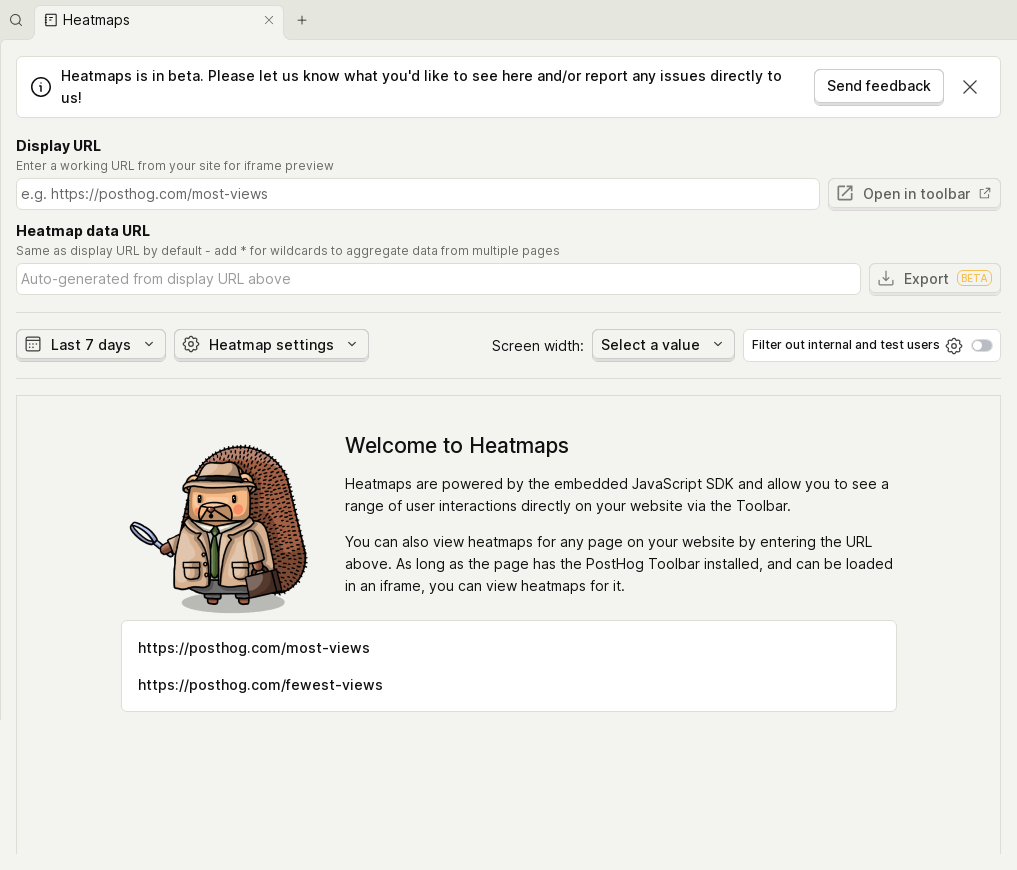 Heatmaps
Heatmaps is in beta. Please let us know what you'd like to see here and/or report any issues directly to
us!
Send feedback
Display URL
Enter a working URL from your site for iframe preview
e.g. https://posthog.com/most-views
Open in toolbar
Heatmap data URL
Same as display URL by default - add * for wildcards to aggregate data from multiple pages
Auto-generated from display URL above
Export BETA
Last 7 days
Heatmap settings
Screen width:
Select a value
Filter out internal and test users
Welcome to Heatmaps
Heatmaps are powered by the embedded JavaScript SDK and allow you to see a
range of user interactions directly on your website via the Toolbar.
You can also view heatmaps for any page on your website by entering the URL
above. As long as the page has the PostHog Toolbar installed, and can be loaded
in an iframe, you can view heatmaps for it.
https://posthog.com/most-views
https://posthog.com/fewest-views